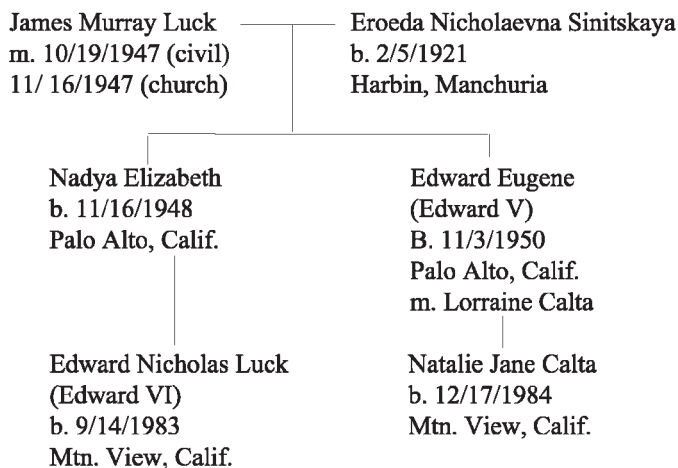 James Murray Luck
m. 10/19/1947 (civil)
11/ 16/1947 (church)
Eroeda Nicholaevna Sinitskaya
b. 2/5/1921
Harbin, Manchuria
Nadya Elizabeth
b. 11/16/1948
Palo Alto, Calif.
Edward Eugene
(Edward V)
B. 11/3/1950
Palo Alto, Calif.
m. Lorraine Calta
Edward Nicholas Luck
(Edward VI)
b. 9/14/1983
Mtn. View, Calif.
Natalie Jane Calta
b. 12/17/1984
Mtn. View, Calif.